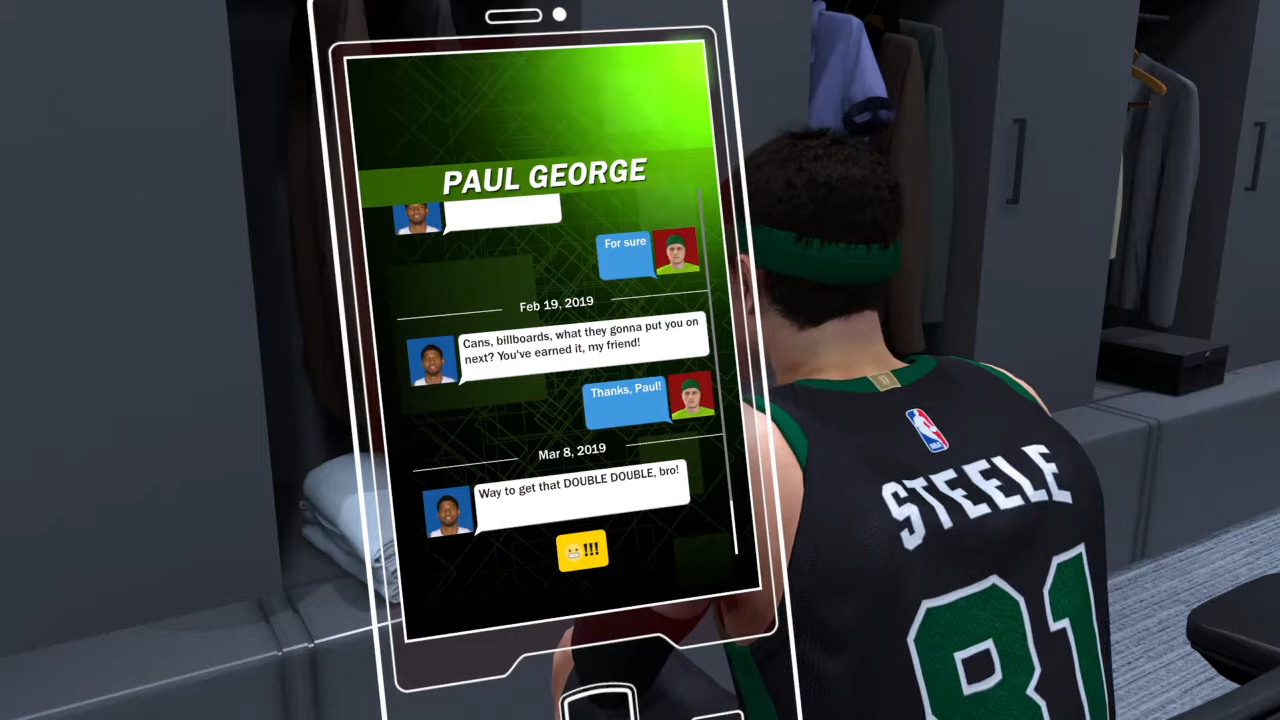 PAUL GEORGE
For sure
Feb 19, 2019
Cans, billboards, what they gonna put you on
next? You've earned it, my friend!
Thanks, Paul!
Mar 8, 2019
Way to get that DOUBLE DOUBLE, bro!
😬!!!
NBA
STEELE
81